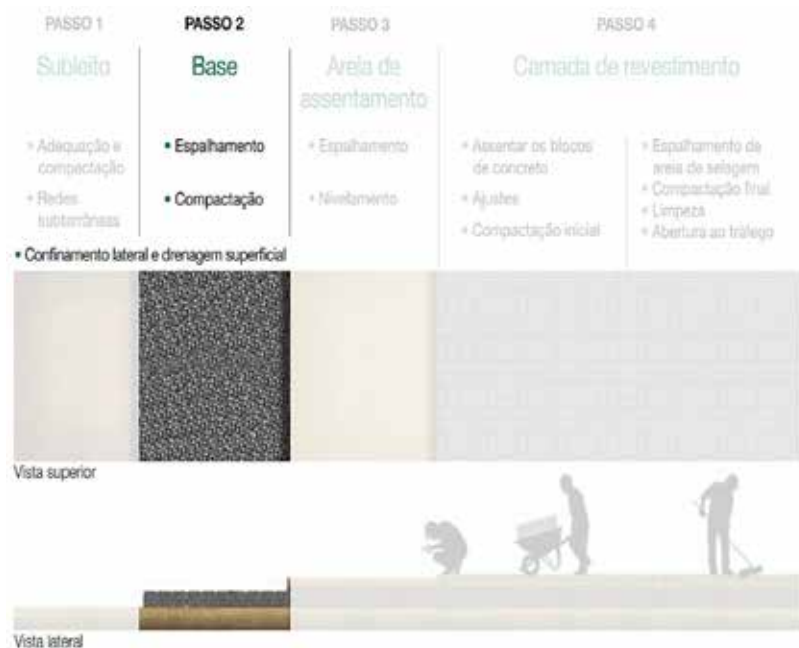 PASSO 1
Subleito
• Adequação e
compactação
• Redes
subterrâneas
PASSO 2
Base
• Espalhamento
• Compactação
• Confinamento lateral e drenagem superficial
PASSO 3
Areia de
assentamento
• Espalhamento
• Nivelamento
PASSO 4
Camada de revestimento
• Assentar os blocos
de concreto
• Ajustes
• Compactação inicial
• Espalhamento de
areia de selagem
• Compactação final
• Limpeza
• Abertura ao tráfego
Vista superior
Vista lateral